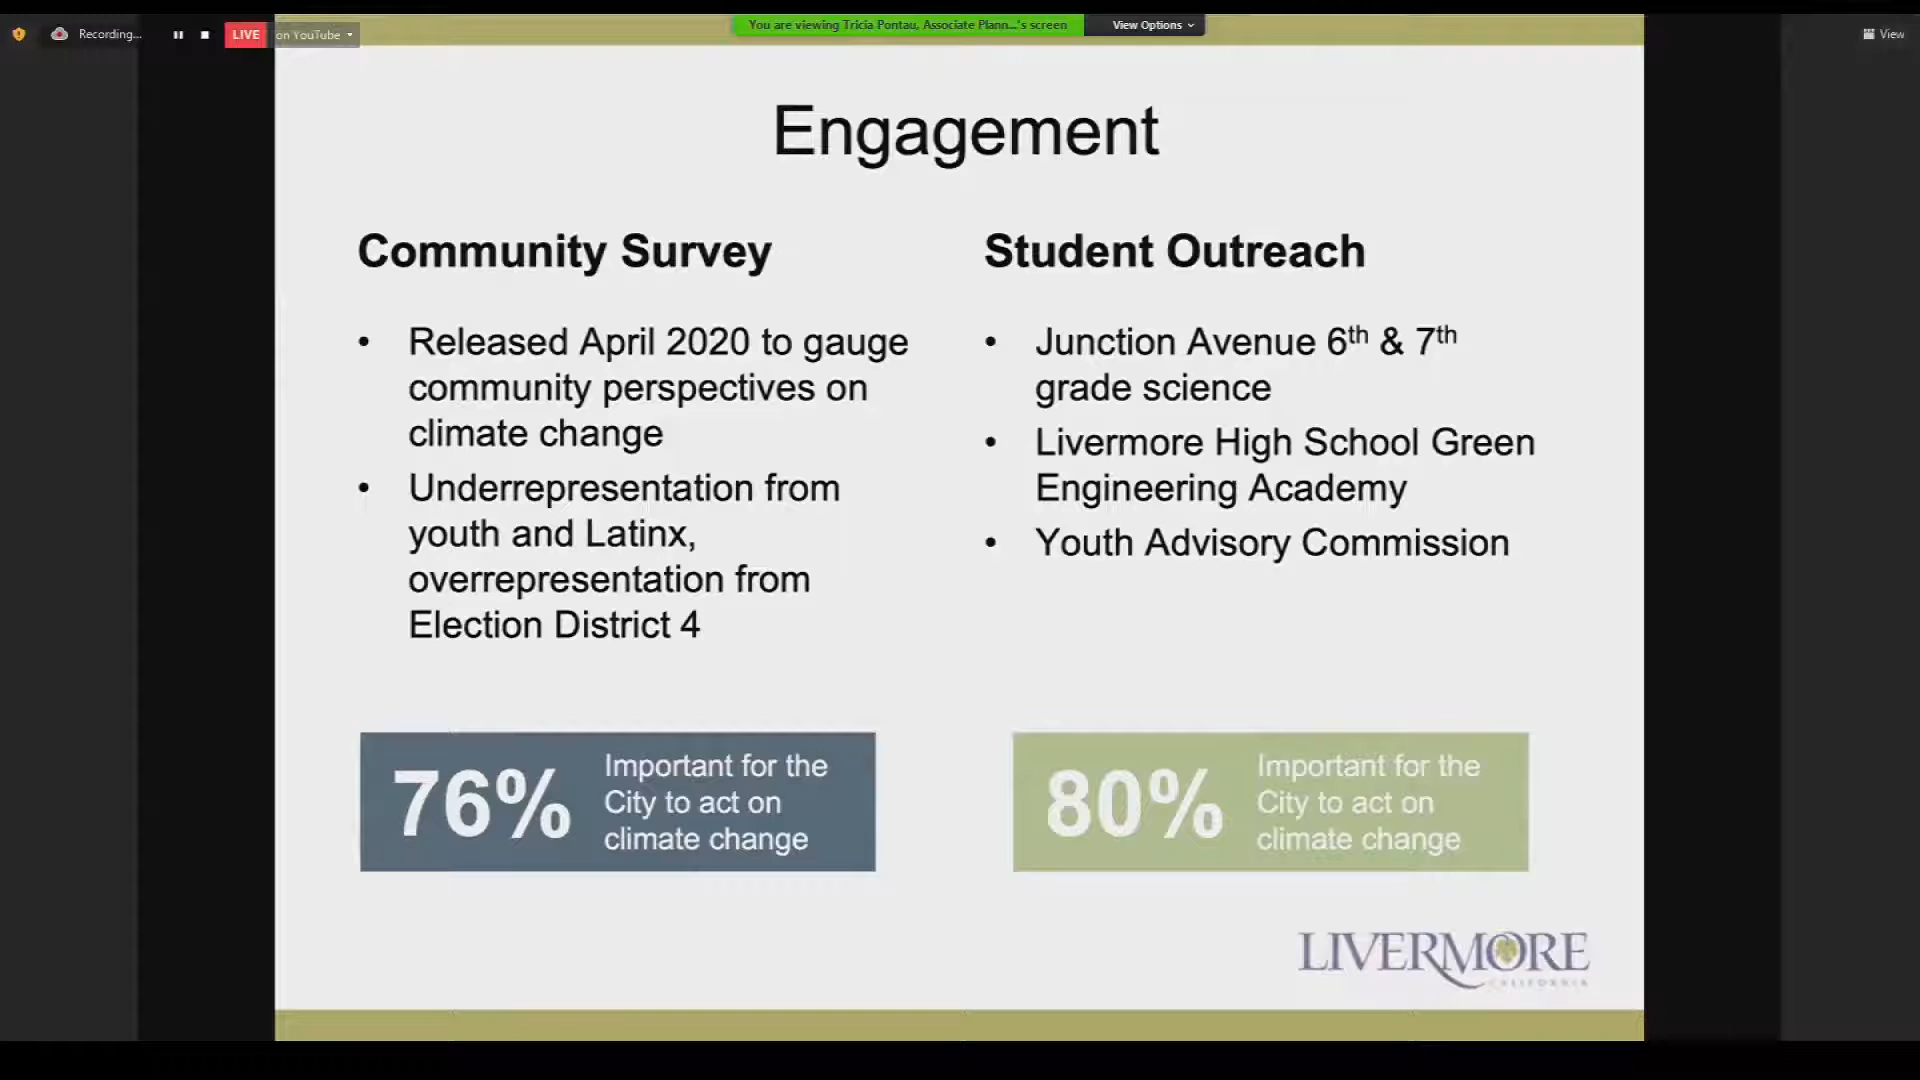 Recording...
LIVE on YouTube
You are viewing Tricia Pontau, Associate Plann...'s screen
View Options
View
Engagement
Community Survey
• Released April 2020 to gauge
community perspectives on
climate change
• Underrepresentation from
youth and Latinx,
overrepresentation from
Election District 4
76%
Important for the
City to act on
climate change
Student Outreach
• Junction Avenue 6th & 7th
grade science
• Livermore High School Green
Engineering Academy
• Youth Advisory Commission
80%
Important for the
City to act on
climate change
LIVERMORE
CALIFORNIA